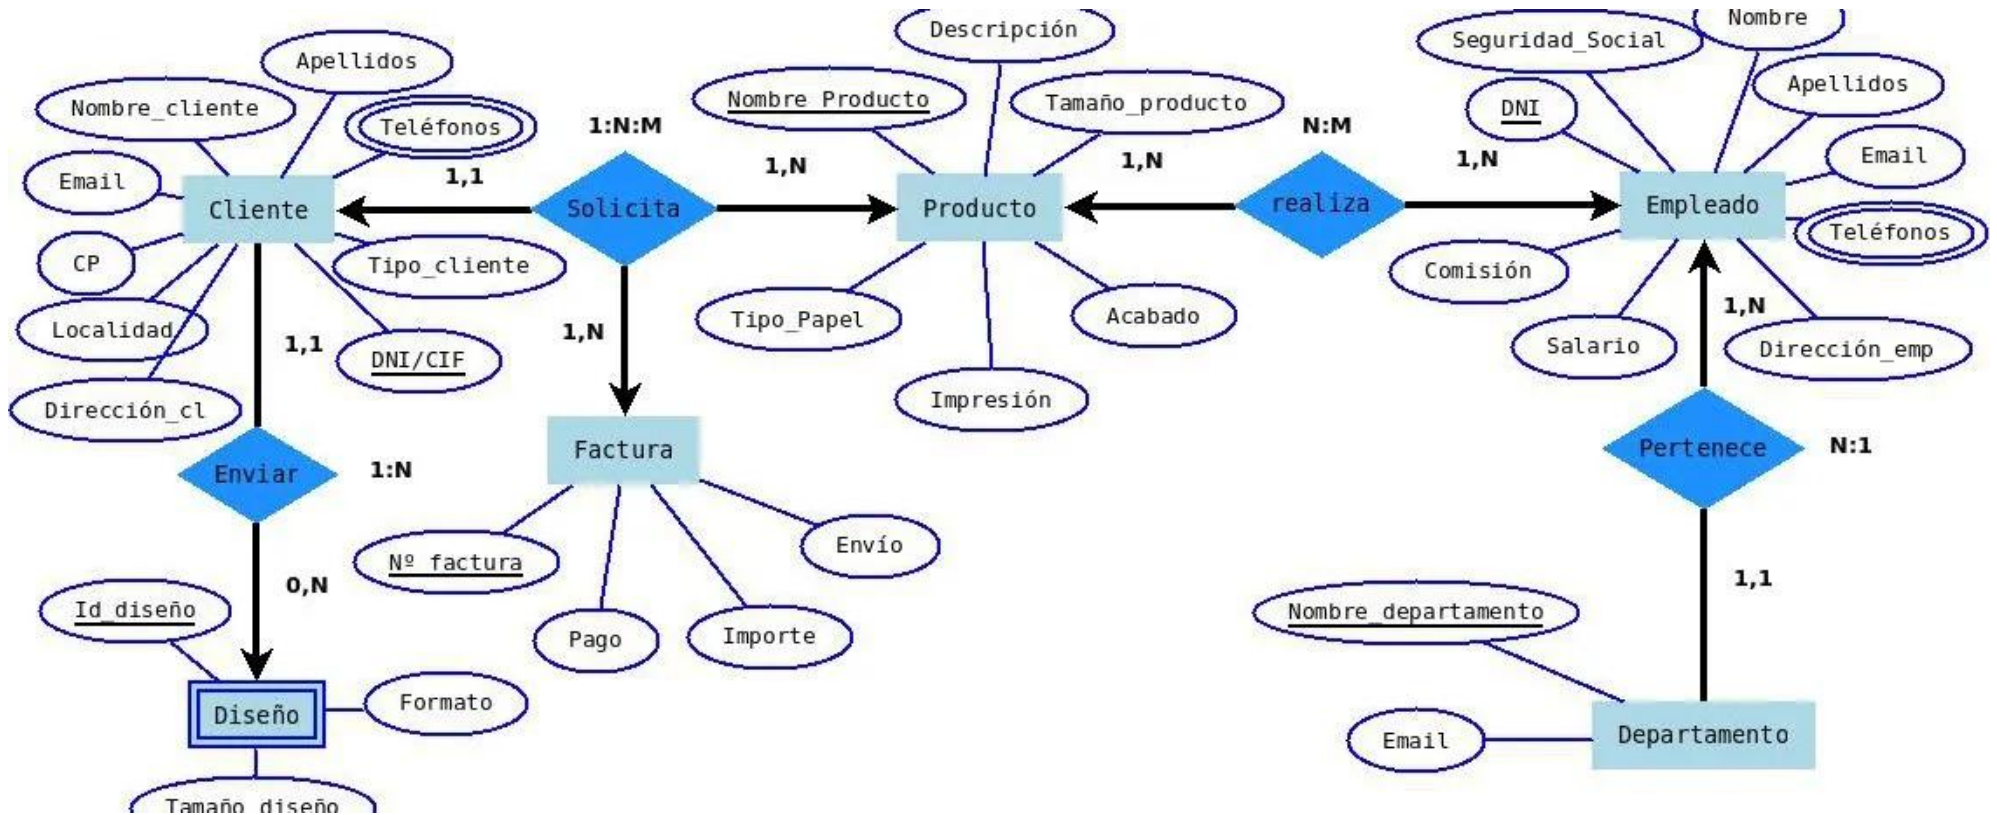 Descripción
Nombre
Seguridad_Social
Apellidos
Apellidos
Nombre_cliente
Nombre Producto
Tamaño_producto
DNI
Teléfonos
1:N:M
N:M
Email
1,1
1,N
1,N
1,N
Email
Cliente
Solicita
Producto
realiza
Empleado
Teléfonos
CP
Tipo_cliente
Comisión
Localidad
1,1
1,N
Tipo_Papel
Acabado
1,N
DNI/CIF
Salario
Dirección_emp
Dirección_cl
Impresión
Enviar
1:N
Factura
Pertenece
N:1
Nº factura
Envío
0,N
1,1
Id_diseño
Pago
Importe
Nombre_departamento
Diseño
Formato
Email
Departamento
Tamaño_diseño